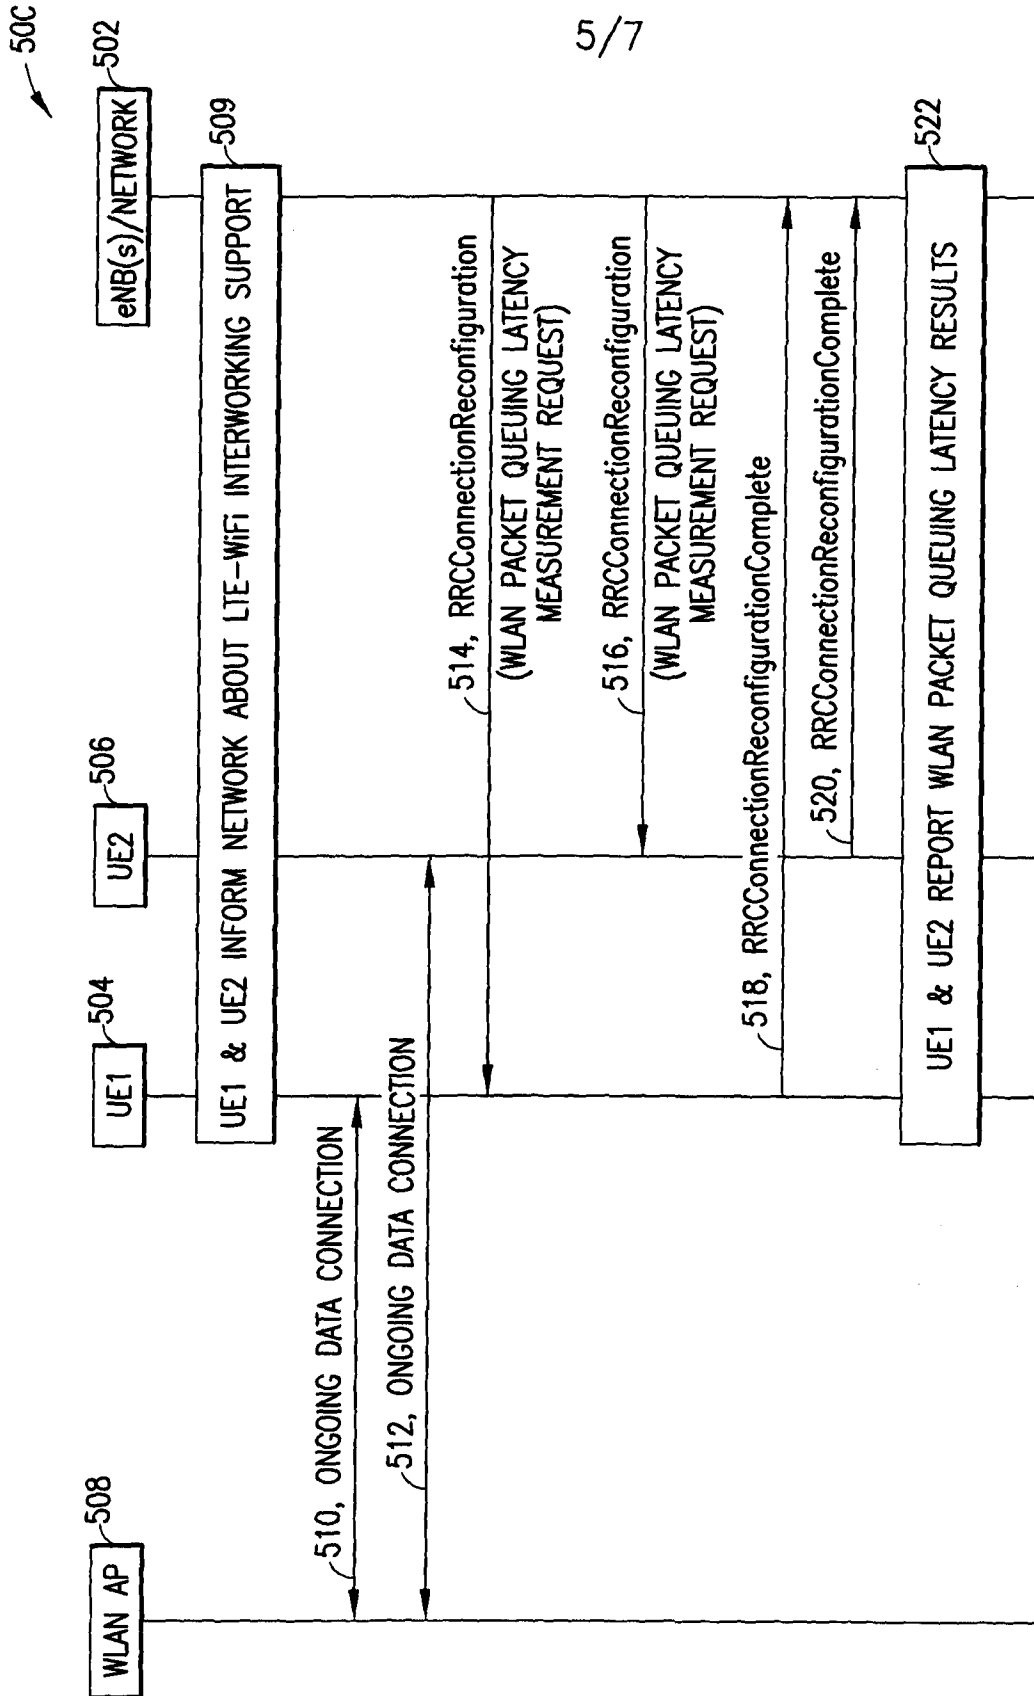 5/7
50C
WLAN AP
508
UE1
504
UE2
506
eNB(s)/NETWORK
502
UE1 & UE2 INFORM NETWORK ABOUT LTE-WiFi INTERWORKING SUPPORT
509
510, ONGOING DATA CONNECTION
512, ONGOING DATA CONNECTION
514, RRCConnectionReconfiguration
(WLAN PACKET QUEUING LATENCY
MEASUREMENT REQUEST)
516, RRCConnectionReconfiguration
(WLAN PACKET QUEUING LATENCY
MEASUREMENT REQUEST)
518, RRCConnectionReconfigurationComplete
520, RRCConnectionReconfigurationComplete
UE1 & UE2 REPORT WLAN PACKET QUEUING LATENCY RESULTS
522